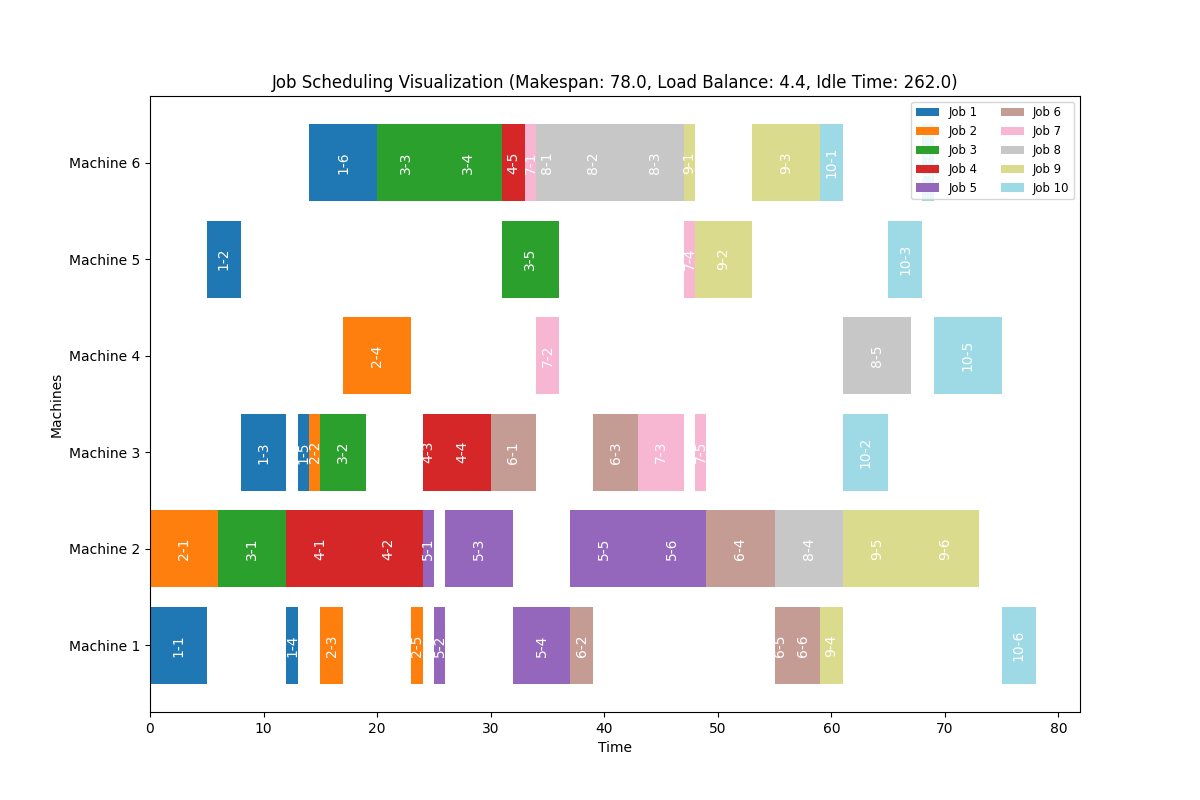 Job Scheduling Visualization (Makespan: 78.0, Load Balance: 4.4, Idle Time: 262.0)
Job 1 Job 6
Job 2 Job 7
Job 3 Job 8
Job 4 Job 9
Job 5 Job 10
Machine 6
1-6 3-3 3-4 4-5 7-1 8-1 8-2 8-3 9-1 9-3 10-1
Machine 5
1-2 3-5 7-4 9-2 10-3
Machine 4
2-4 7-2 8-5 10-5
Machine 3
1-3 1-5 2-2 3-2 4-3 4-4 6-1 6-3 7-3 7-5 10-2
Machine 2
2-1 3-1 4-1 4-2 5-1 5-3 5-5 5-6 6-4 8-4 9-5 9-6
Machine 1
1-1 1-4 2-3 2-5 5-2 5-4 6-2 6-5 6-6 9-4 10-6
Machines
0 10 20 30 40 50 60 70 80
Time